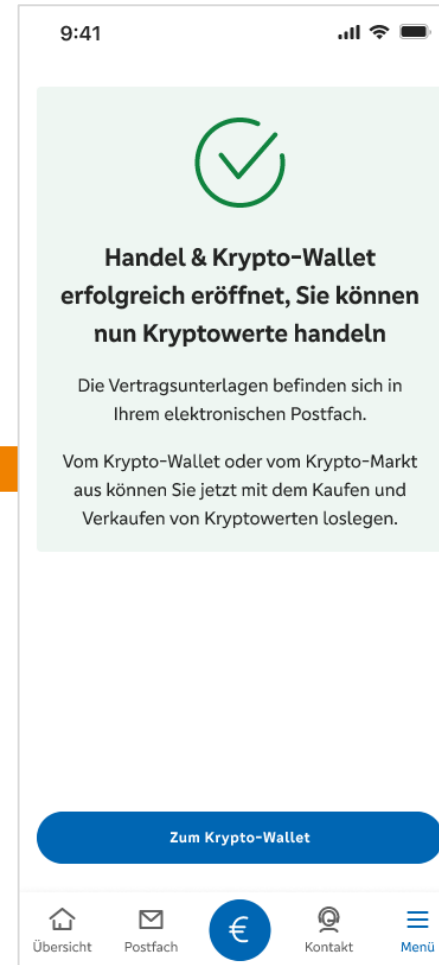 9:41
Handel & Krypto-Wallet
erfolgreich eröffnet, Sie können
nun Kryptowerte handeln
Die Vertragsunterlagen befinden sich in
Ihrem elektronischen Postfach.
Vom Krypto-Wallet oder vom Krypto-Markt
aus können Sie jetzt mit dem Kaufen und
Verkaufen von Kryptowerten loslegen.
Zum Krypto-Wallet
€
Übersicht Postfach Kontakt Menü